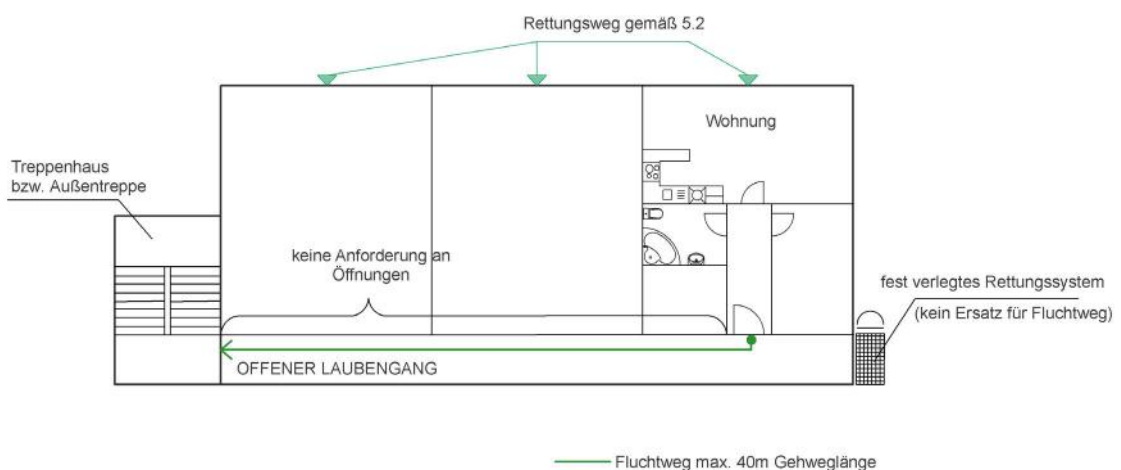 Rettungsweg gemäß 5.2
Wohnung
Treppenhaus
bzw. Außentreppe
keine Anforderung an
Öffnungen
fest verlegtes Rettungssystem
(kein Ersatz für Fluchtweg)
OFFENER LAUBENGANG
Fluchtweg max. 40m Gehweglänge